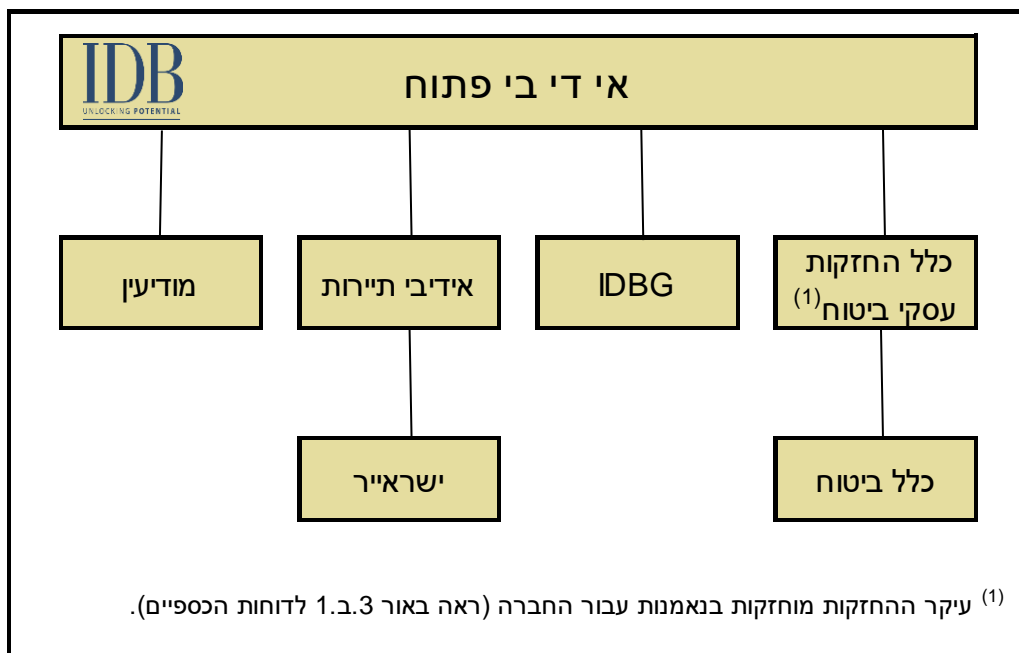 IDB
UNLOCKING POTENTIAL
אי די בי פתוח
כלל החזקות
עסקי ביטוח(1)
IDBG
אידיבי תיירות
מודיעין
כלל ביטוח
ישראייר
(1) עיקר ההחזקות מוחזקות בנאמנות עבור החברה (ראה באור 3.ב.1 לדוחות הכספיים).